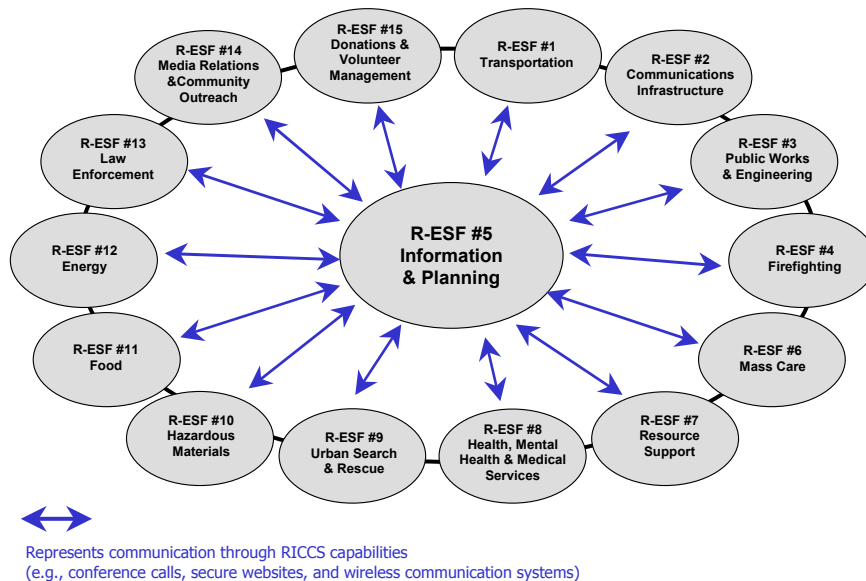 R-ESF #15
Donations &
Volunteer
Management
R-ESF #1
Transportation
R-ESF #2
Communications
Infrastructure
R-ESF #3
Public Works
& Engineering
R-ESF #4
Firefighting
R-ESF #6
Mass Care
R-ESF #7
Resource
Support
R-ESF #8
Health, Mental
Health & Medical
Services
R-ESF #9
Urban Search
& Rescue
R-ESF #10
Hazardous
Materials
R-ESF #11
Food
R-ESF #12
Energy
R-ESF #13
Law
Enforcement
R-ESF #14
Media Relations
&Community
Outreach
R-ESF #5
Information
& Planning
Represents communication through RICCS capabilities
(e.g., conference calls, secure websites, and wireless communication systems)